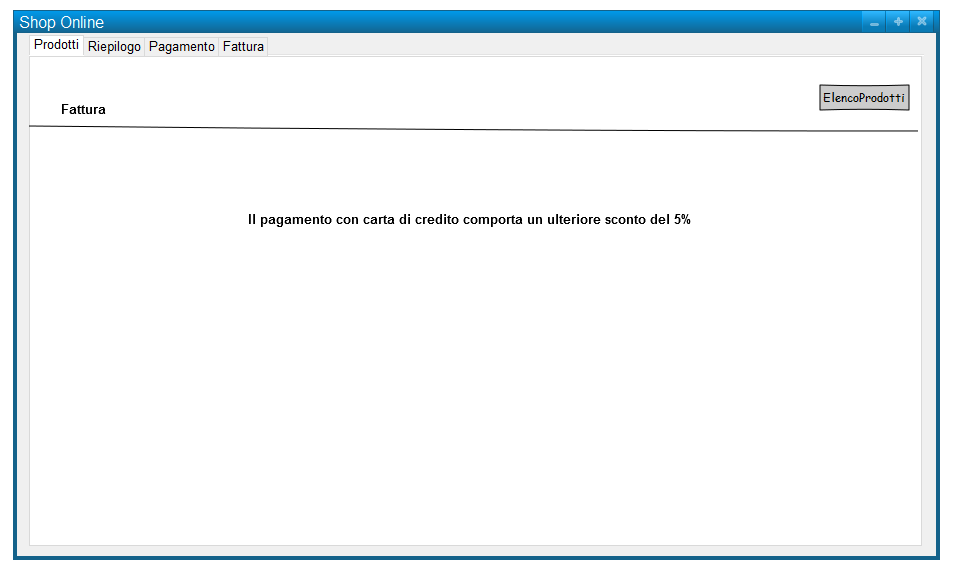 Shop Online
Prodotti Riepilogo Pagamento Fattura
ElencoProdotti
Fattura
Il pagamento con carta di credito comporta un ulteriore sconto del 5%